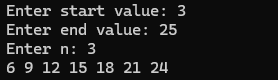 Enter start value: 3
Enter end value: 25
Enter n: 3
6 9 12 15 18 21 24